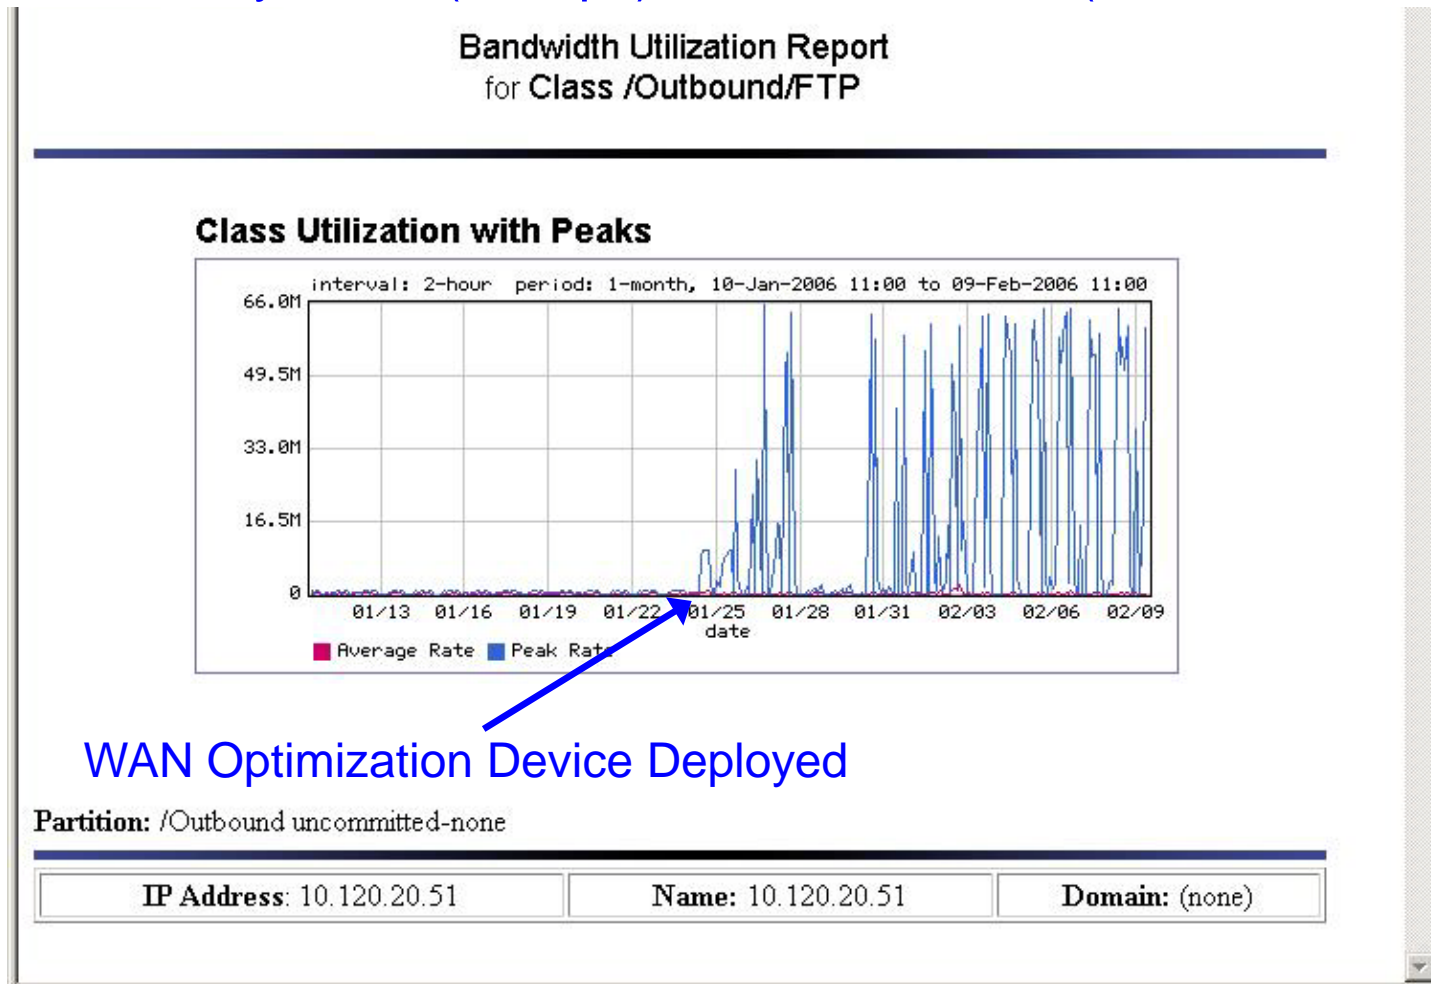 Bandwidth Utilization Report
for Class /Outbound/FTP
Class Utilization with Peaks
interval: 2-hour period: 1-month, 10-Jan-2006 11:00 to 09-Feb-2006 11:00
66.0M
49.5M
33.0M
16.5M
0
01/13 01/16 01/19 01/22 01/25 01/28 01/31 02/03 02/06 02/09
date
Average Rate Peak Rate
WAN Optimization Device Deployed
Partition: /Outbound uncommitted-none
IP Address: 10.120.20.51 Name: 10.120.20.51 Domain: (none)